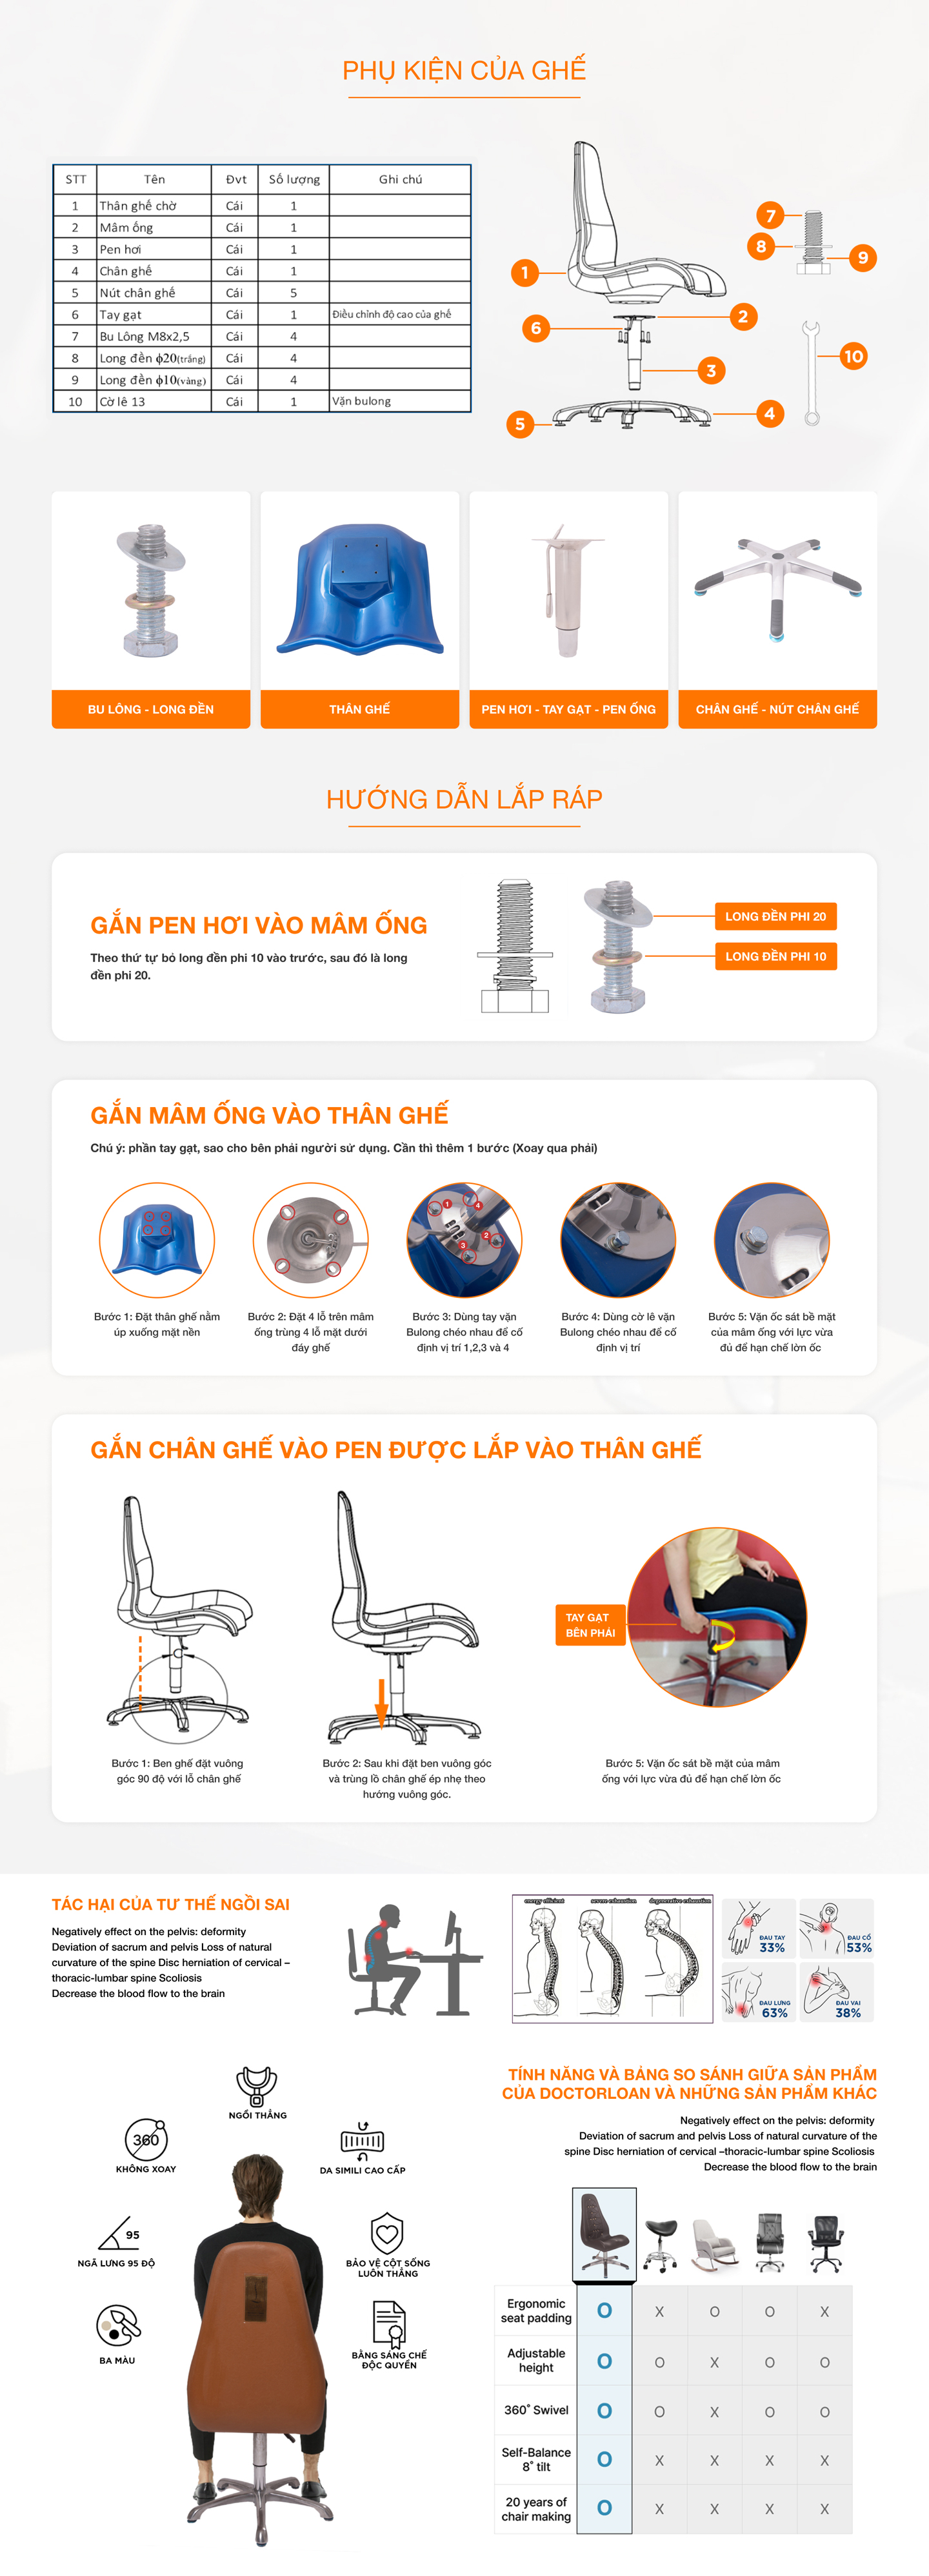 PHỤ KIỆN CỦA GHẾ
STT Tên Đvt Số lượng Ghi chú
1 Thân ghế chờ Cái 1
2 Mâm ống Cái 1
3 Pen hơi Cái 1
4 Chân ghế Cái 1
5 Nút chân ghế Cái 5
6 Tay gạt Cái 1 Điều chỉnh độ cao của ghế
7 Bu Lông M8x2,5 Cái 4
8 Long đền ɸ20(trắng) Cái 4
9 Long đền ɸ10(vàng) Cái 4
10 Cờ lê 13 Cái 1 Vặn bulong
7
8
9
1
2
6
10
3
4
5
BU LÔNG - LONG ĐỀN
THÂN GHẾ
PEN HƠI - TAY GẠT - PEN ỐNG
CHÂN GHẾ - NÚT CHÂN GHẾ
HƯỚNG DẪN LẮP RÁP
GẮN PEN HƠI VÀO MÂM ỐNG
Theo thứ tự bỏ long đền phi 10 vào trước, sau đó là long
đền phi 20.
LONG ĐỀN PHI 20
LONG ĐỀN PHI 10
GẮN MÂM ỐNG VÀO THÂN GHẾ
Chú ý: phần tay gạt, sao cho bên phải người sử dụng. Cần thì thêm 1 bước (Xoay qua phải)
1
4
3
2
Bước 1: Đặt thân ghế nằm
úp xuống mặt nền
Bước 2: Đặt 4 lỗ trên mâm
ống trùng 4 lỗ mặt dưới
đáy ghế
Bước 3: Dùng tay vặn
Bulong chéo nhau để cố
định vị trí 1,2,3 và 4
Bước 4: Dùng cờ lê vặn
Bulong chéo nhau để cố
định vị trí
Bước 5: Vặn ốc sát bề mặt
của mâm ống với lực vừa
đủ để hạn chế lờn ốc
GẮN CHÂN GHẾ VÀO PEN ĐƯỢC LẮP VÀO THÂN GHẾ
TAY GẠT
BÊN PHẢI
Bước 1: Ben ghế đặt vuông
góc 90 độ với lỗ chân ghế
Bước 2: Sau khi đặt ben vuông góc
và trùng lỗ chân ghế ép nhẹ theo
hướng vuông góc.
Bước 5: Vặn ốc sát bề mặt của mâm
ống với lực vừa đủ để hạn chế lờn ốc
TÁC HẠI CỦA TƯ THẾ NGỒI SAI
Negatively effect on the pelvis: deformity
Deviation of sacrum and pelvis Loss of natural
curvature of the spine Disc herniation of cervical –
thoracic-lumbar spine Scoliosis
Decrease the blood flow to the brain
energy efficient
severe exhaustion
degenerative exhaustion
ĐAU TAY
33%
ĐAU CỔ
53%
ĐAU LƯNG
63%
ĐAU VAI
38%
NGỒI THẲNG
360
KHÔNG XOAY
DA SIMILI CAO CẤP
95
NGÃ LƯNG 95 ĐỘ
BẢO VỆ CỘT SỐNG
LUÔN THẲNG
BA MÀU
BẰNG SÁNG CHẾ
ĐỘC QUYỀN
TÍNH NĂNG VÀ BẢNG SO SÁNH GIỮA SẢN PHẨM
CỦA DOCTORLOAN VÀ NHỮNG SẢN PHẨM KHÁC
Negatively effect on the pelvis: deformity
Deviation of sacrum and pelvis Loss of natural curvature of the
spine Disc herniation of cervical –thoracic-lumbar spine Scoliosis
Decrease the blood flow to the brain
Ergonomic
seat padding O X O O X
Adjustable
height O O X O O
360˚ Swivel O O X O O
Self-Balance
8˚ tilt O X X X X
20 years of
chair making O X X X X